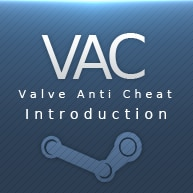 VAC
Valve Anti Cheat
Introduction